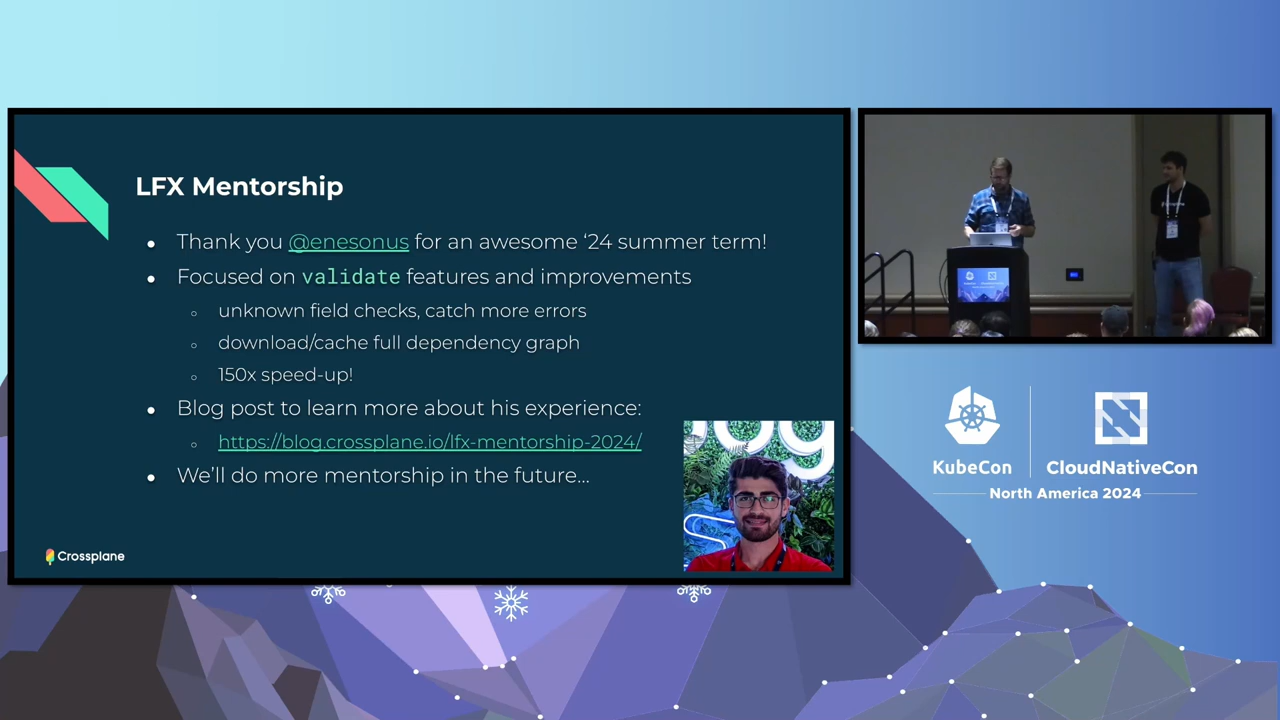 LFX Mentorship
● Thank you @enesonus for an awesome ‘24 summer term!
● Focused on validate features and improvements
○ unknown field checks, catch more errors
○ download/cache full dependency graph
○ 150x speed-up!
● Blog post to learn more about his experience:
○ https://blog.crossplane.io/lfx-mentorship-2024/
● We’ll do more mentorship in the future…
Crossplane
KubeCon
CloudNativeCon
North America 2024